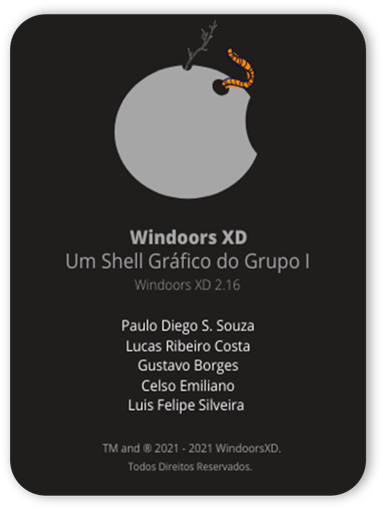 Windoors XD
Um Shell Gráfico do Grupo I
Windoors XD 2.16
Paulo Diego S. Souza
Lucas Ribeiro Costa
Gustavo Borges
Celso Emiliano
Luis Felipe Silveira
TM and ® 2021 - 2021 WindoorsXD.
Todos Direitos Reservados.